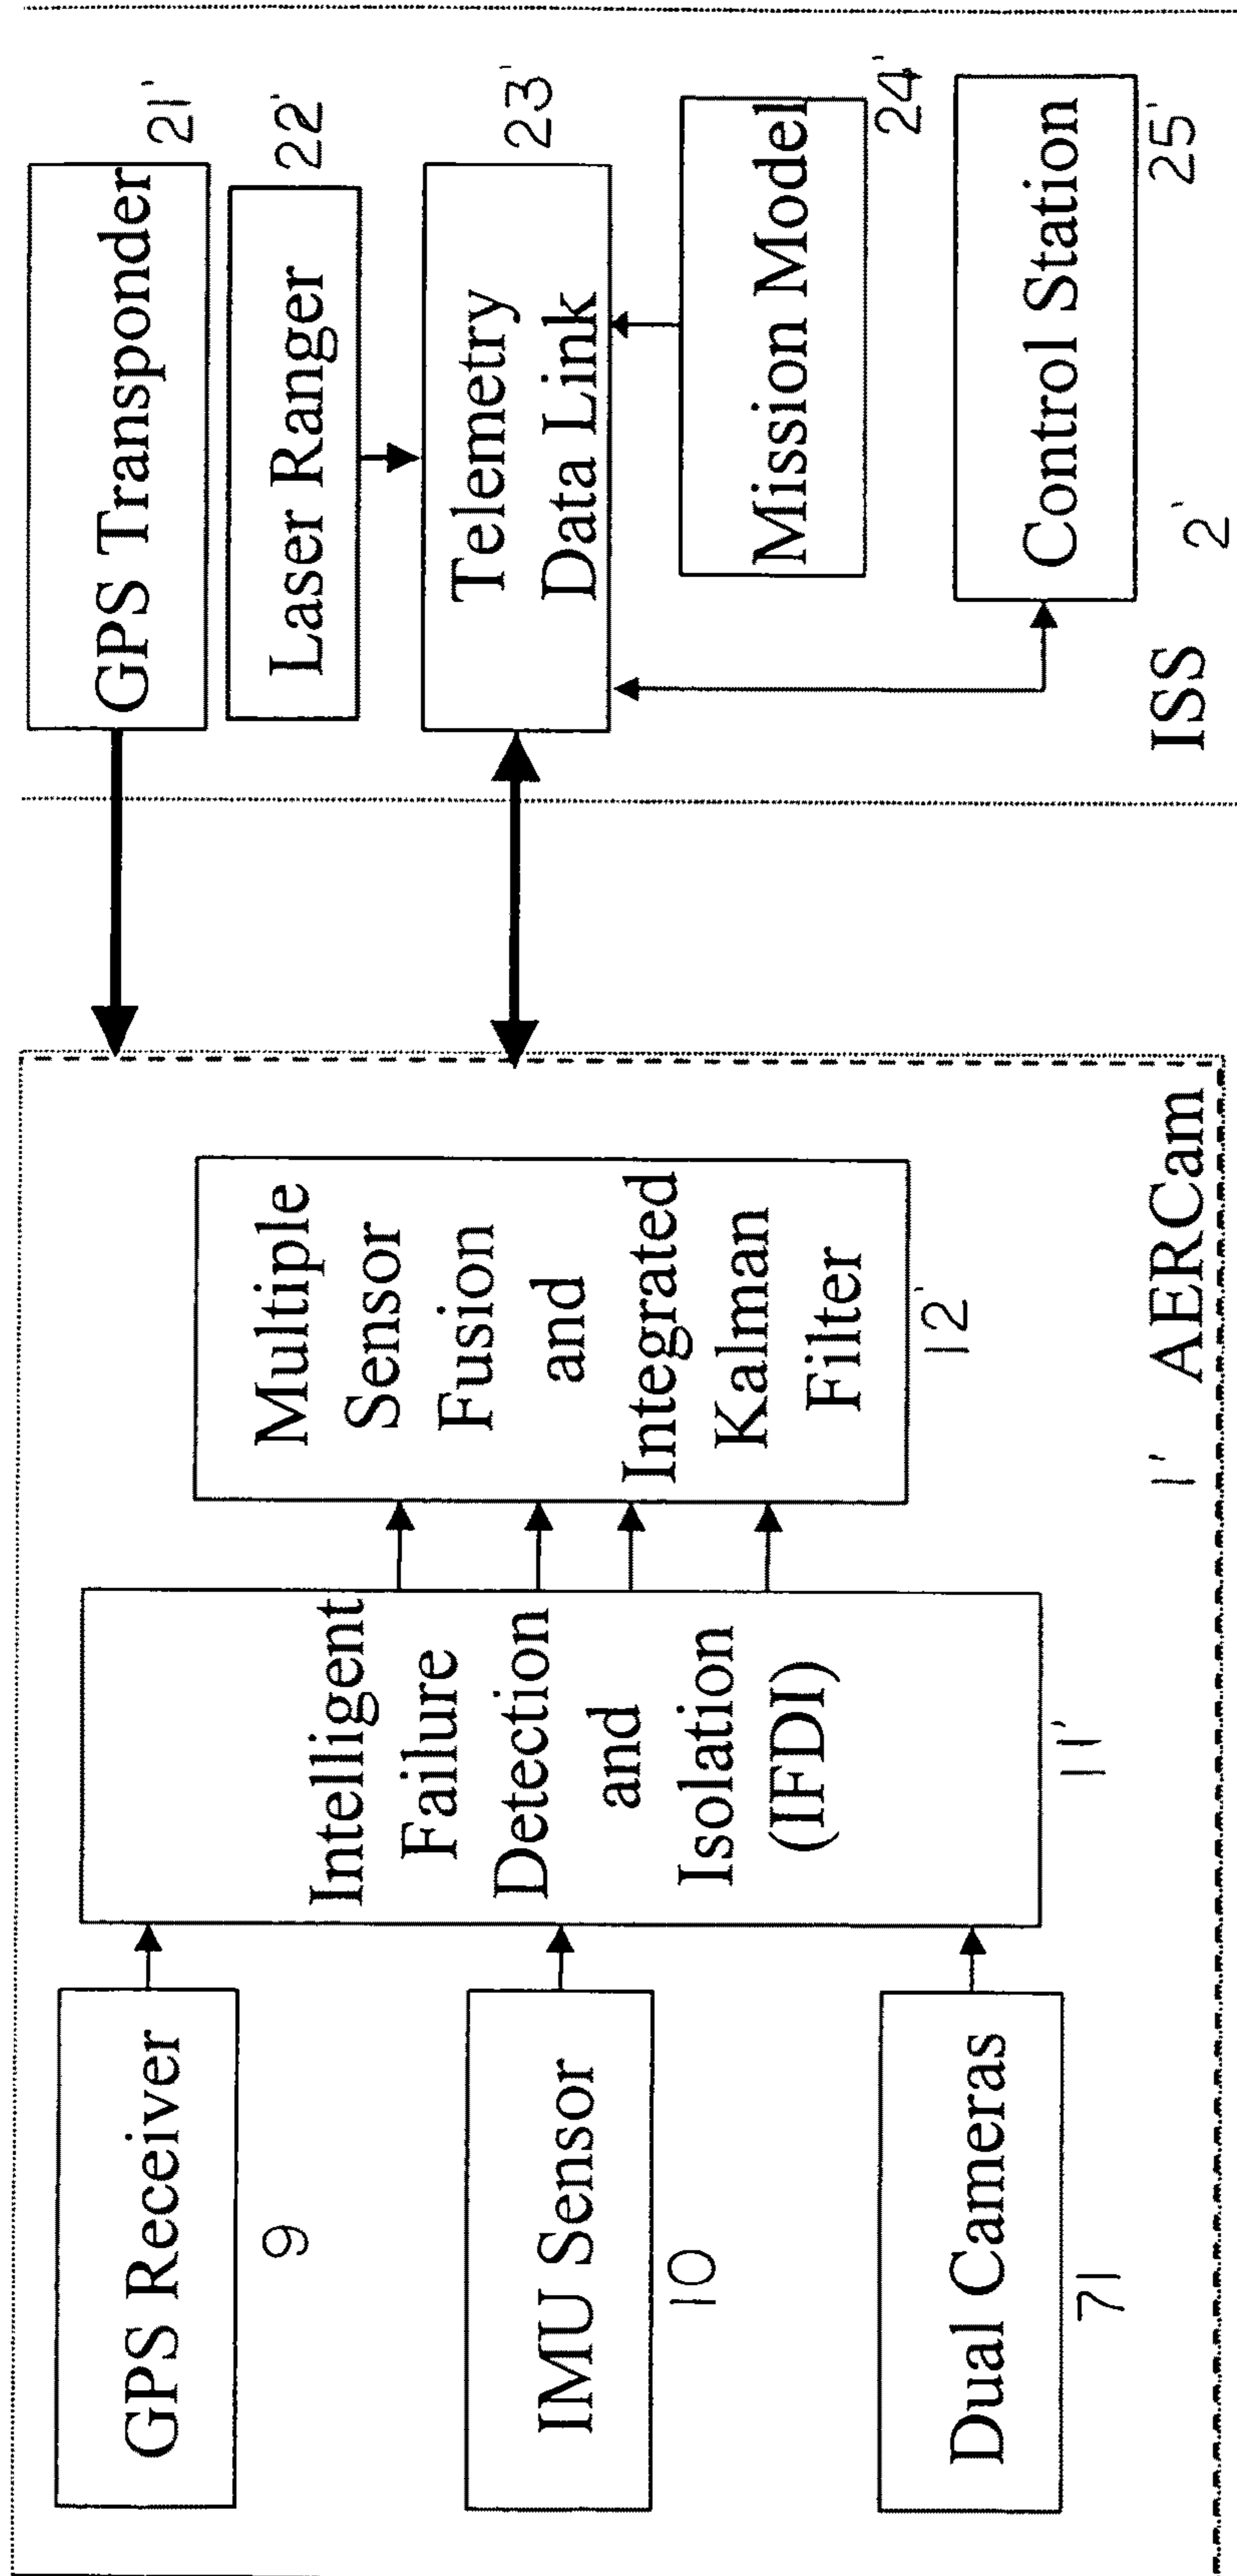 GPS Receiver
9
IMU Sensor
10
Dual Cameras
71
Intelligent
Failure
Detection
and
Isolation
(IFDI)
11'
Multiple
Sensor
Fusion
and
Integrated
Kalman
Filter
12'
1' AERCam
GPS Transponder
21'
Laser Ranger
22'
Telemetry
Data Link
23'
Mission Model
24'
Control Station
25'
ISS 2'